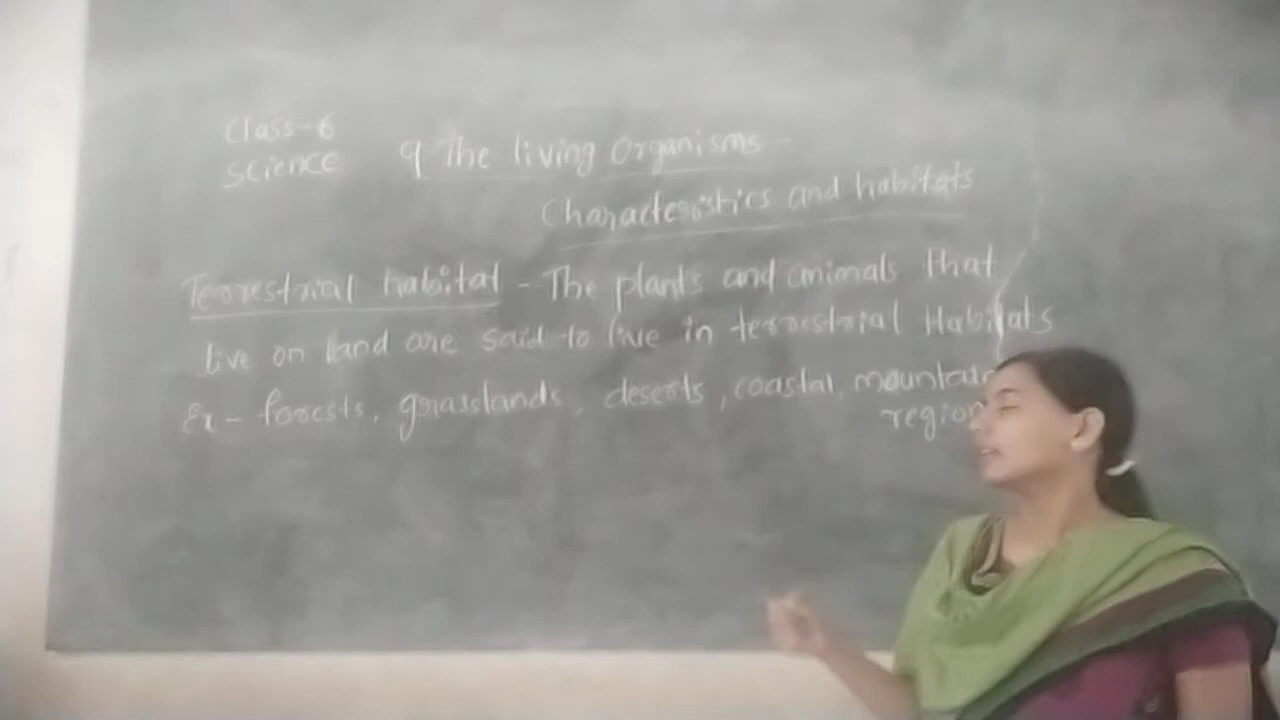 Class-6
Science
9 The living Organisms -
Characteristics and habitats
Terrestrial habitat - The plants and animals that
live on land are said to live in terrestrial Habitats
Ex - forests, grasslands, deserts, coastal, mountain
region